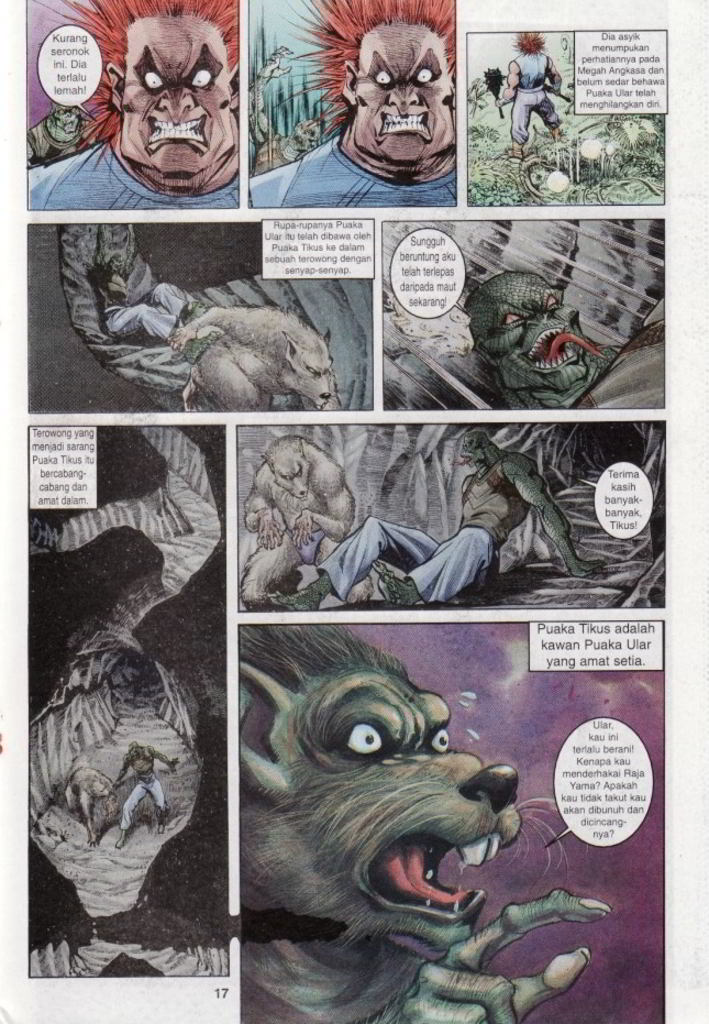 Kurang
seronok
ini. Dia
terlalu
lemah!
Dia asyik
menumpukan
perhatiannya pada
Megah Angkasa dan
belum sedar behawa
Puaka Ular telah
menghilangkan diri.
Rupa-rupanya Puaka
Ular itu telah dibawa oleh
Puaka Tikus ke dalam
sebuah terowong dengan
senyap-senyap.
Sungguh
beruntung aku
telah terlepas
daripada maut
sekarang!
Terowong yang
menjadi sarang
Puaka Tikus itu
bercabang-
cabang dan
amat dalam.
Terima
kasih
banyak-
banyak,
Tikus!
Puaka Tikus adalah
kawan Puaka Ular
yang amat setia.
Ular,
kau ini
terlalu berani!
Kenapa kau
menderhakai Raja
Yama? Apakah
kau tidak takut kau
akan dibunuh dan
dicincang-
nya?
17